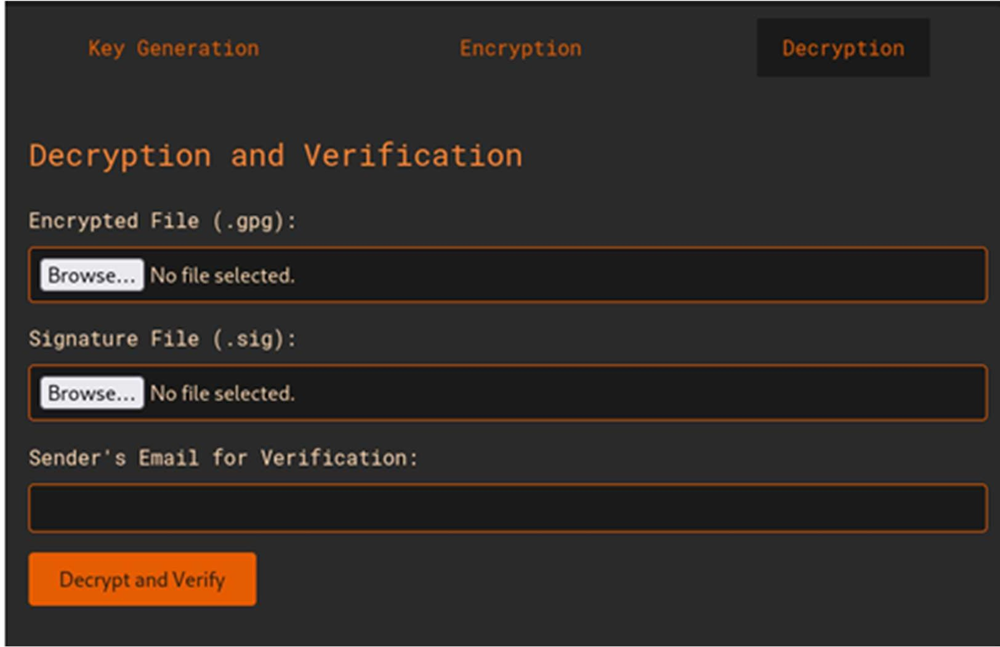 Key Generation Encryption Decryption
Decryption and Verification
Encrypted File (.gpg):
Browse... No file selected.
Signature File (.sig):
Browse... No file selected.
Sender's Email for Verification:
Decrypt and Verify